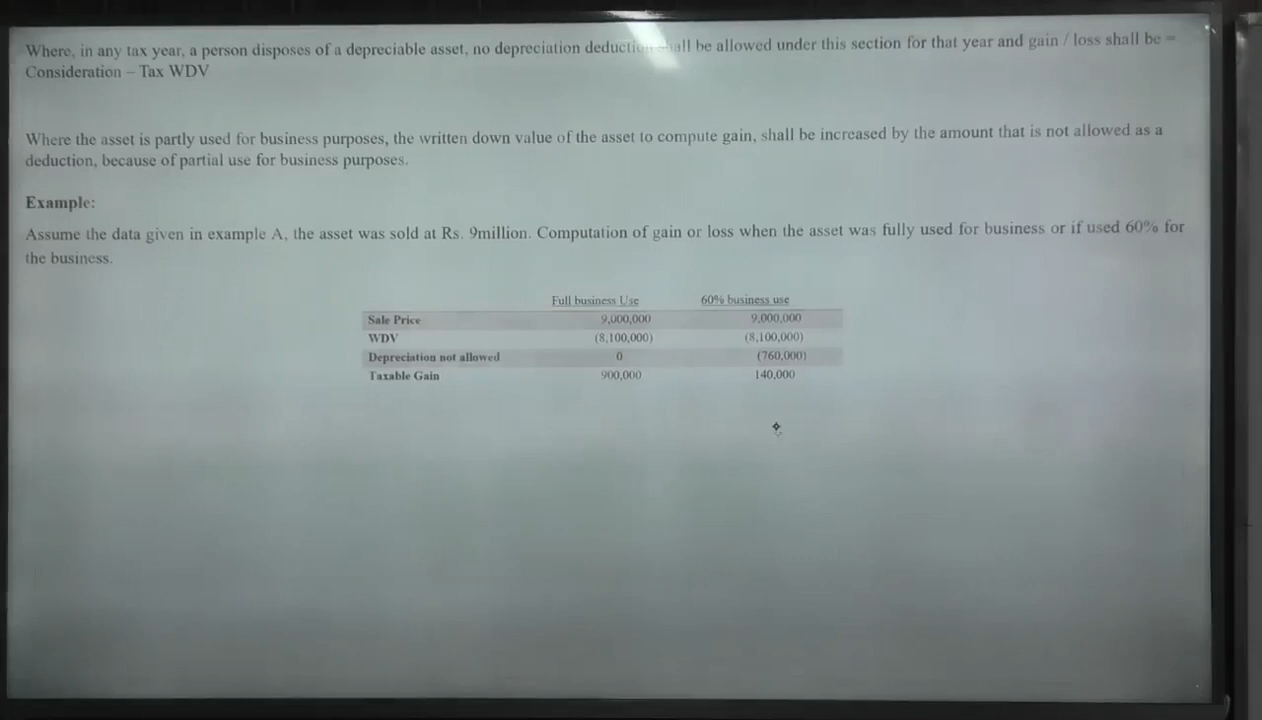 Where, in any tax year, a person disposes of a depreciable asset, no depreciation deduction shall be allowed under this section for that year and gain / loss shall be =
Consideration – Tax WDV
Where the asset is partly used for business purposes, the written down value of the asset to compute gain, shall be increased by the amount that is not allowed as a
deduction, because of partial use for business purposes.
Example:
Assume the data given in example A, the asset was sold at Rs. 9million. Computation of gain or loss when the asset was fully used for business or if used 60% for
the business.
Full business Use 60% business use
Sale Price 9,000,000 9,000,000
WDV (8,100,000) (8,100,000)
Depreciation not allowed 0 (760,000)
Taxable Gain 900,000 140,000